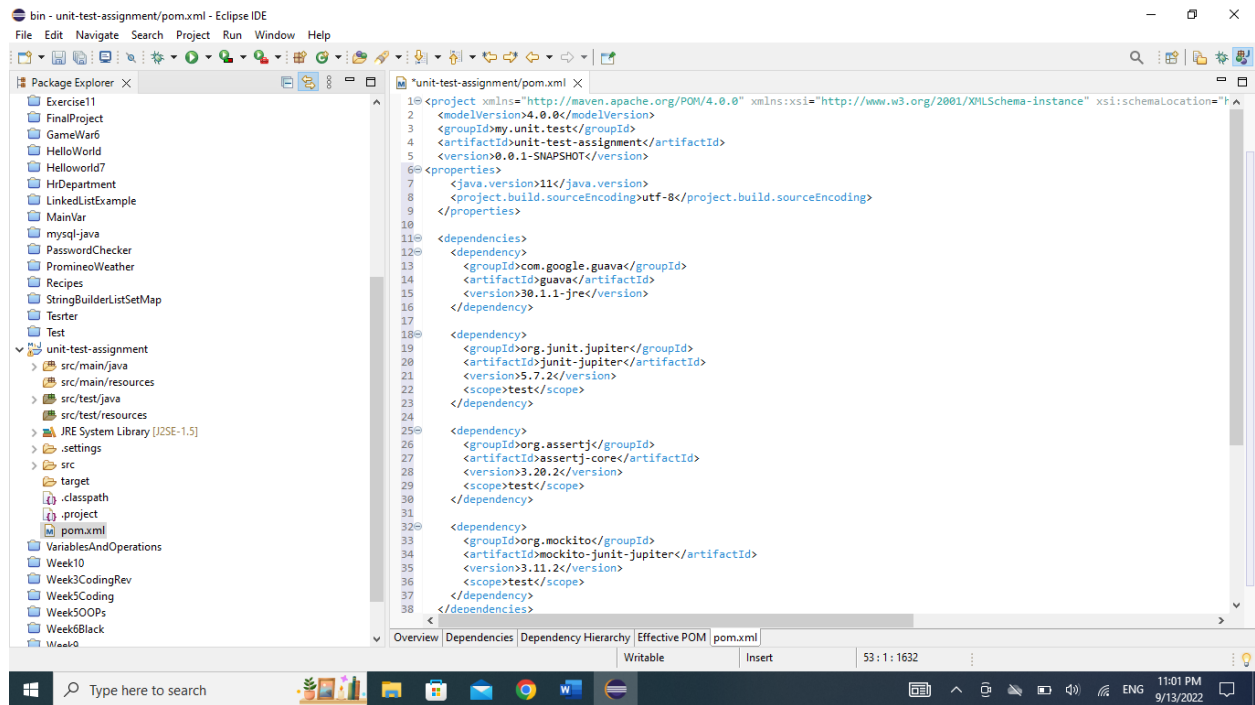 bin - unit-test-assignment/pom.xml - Eclipse IDE
File Edit Navigate Search Project Run Window Help
Package Explorer
Exercise11
FinalProject
GameWar6
HelloWorld
Helloworld7
HrDepartment
LinkedListExample
MainVar
mysql-java
PasswordChecker
PromineoWeather
Recipes
StringBuilderListSetMap
Tesrter
Test
unit-test-assignment
src/main/java
src/main/resources
src/test/java
src/test/resources
JRE System Library [J2SE-1.5]
.settings
src
target
.classpath
.project
pom.xml
VariablesAndOperations
Week10
Week3CodingRev
Week5Coding
Week5OOPs
Week6Black
Week9
*unit-test-assignment/pom.xml
1 <project xmlns="http://maven.apache.org/POM/4.0.0" xmlns:xsi="http://www.w3.org/2001/XMLSchema-instance" xsi:schemaLocation="h
2 <modelVersion>4.0.0</modelVersion>
3 <groupId>my.unit.test</groupId>
4 <artifactId>unit-test-assignment</artifactId>
5 <version>0.0.1-SNAPSHOT</version>
6 <properties>
7 <java.version>11</java.version>
8 <project.build.sourceEncoding>utf-8</project.build.sourceEncoding>
9 </properties>
10
11 <dependencies>
12 <dependency>
13 <groupId>com.google.guava</groupId>
14 <artifactId>guava</artifactId>
15 <version>30.1.1-jre</version>
16 </dependency>
17
18 <dependency>
19 <groupId>org.junit.jupiter</groupId>
20 <artifactId>junit-jupiter</artifactId>
21 <version>5.7.2</version>
22 <scope>test</scope>
23 </dependency>
24
25 <dependency>
26 <groupId>org.assertj</groupId>
27 <artifactId>assertj-core</artifactId>
28 <version>3.20.2</version>
29 <scope>test</scope>
30 </dependency>
31
32 <dependency>
33 <groupId>org.mockito</groupId>
34 <artifactId>mockito-junit-jupiter</artifactId>
35 <version>3.11.2</version>
36 <scope>test</scope>
37 </dependency>
38 </dependencies>
Overview Dependencies Dependency Hierarchy Effective POM pom.xml
Writable Insert 53 : 1 : 1632
Type here to search
ENG
11:01 PM
9/13/2022